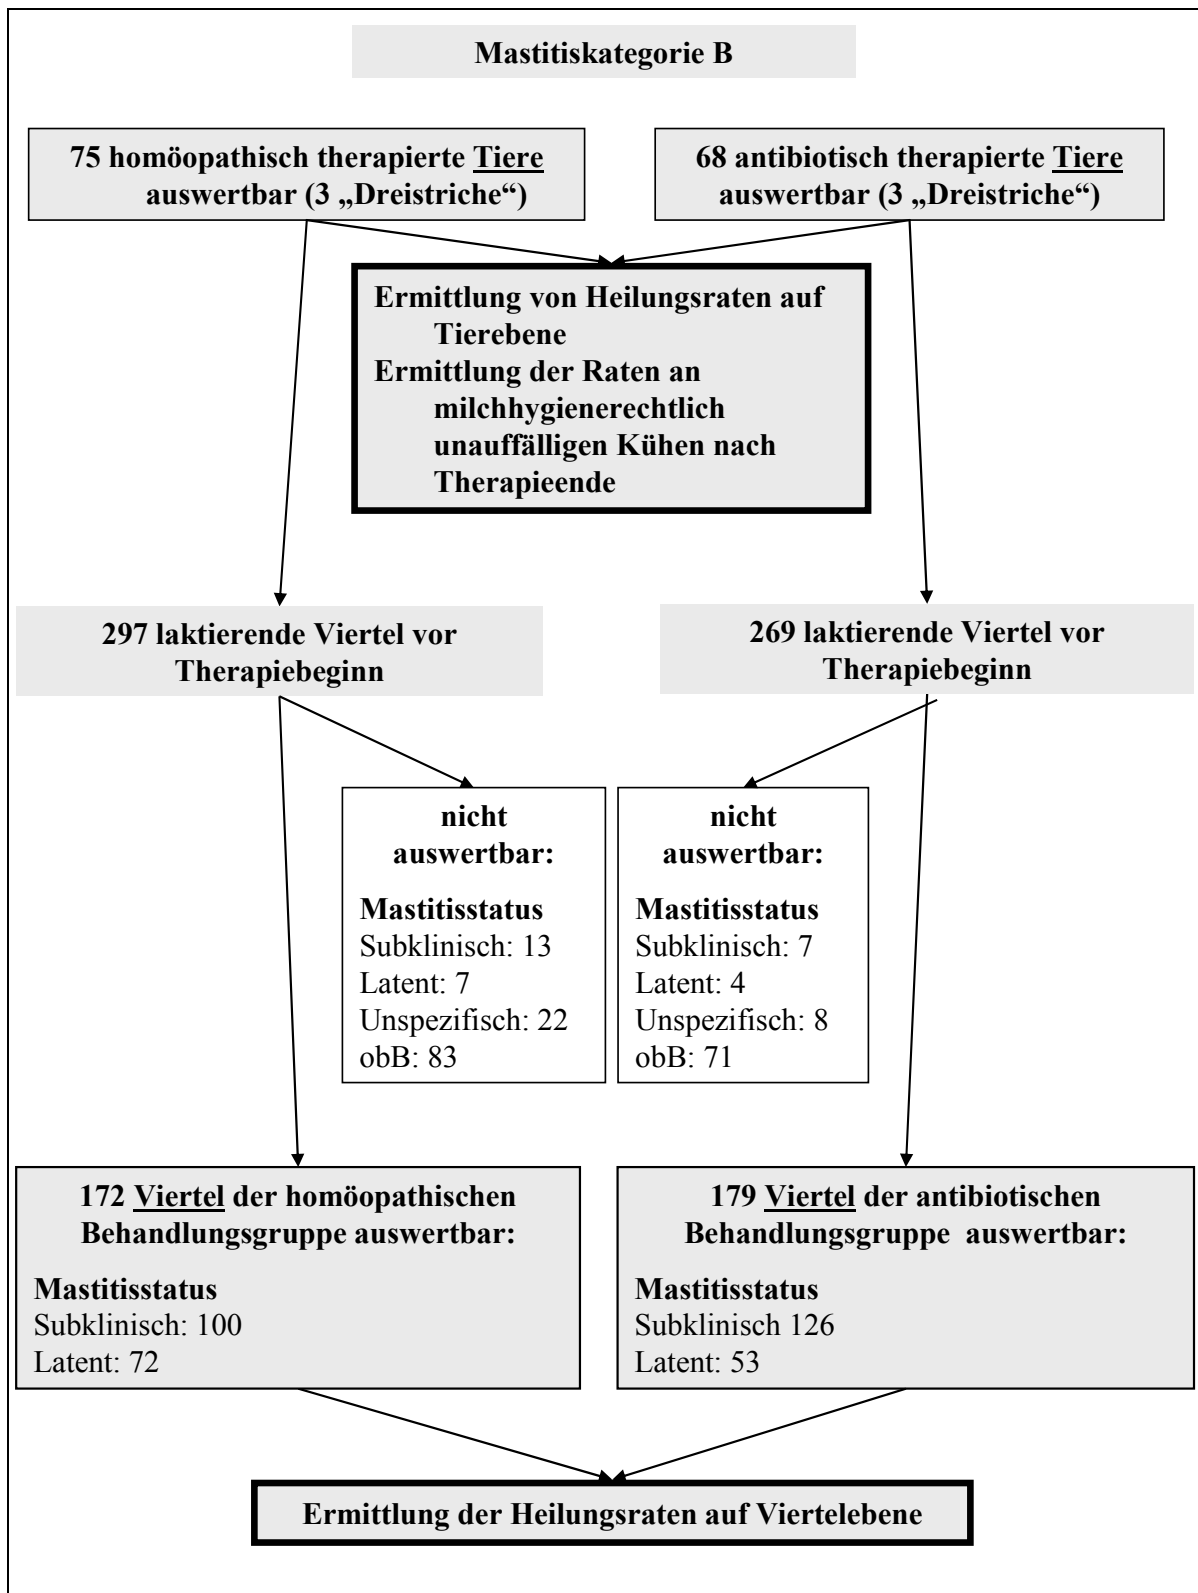 Mastitiskategorie B
75 homöopathisch therapierte Tiere
auswertbar (3 „Dreistriche“)
68 antibiotisch therapierte Tiere
auswertbar (3 „Dreistriche“)
Ermittlung von Heilungsraten auf
Tierebene
Ermittlung der Raten an
milchhygienerechtlich
unauffälligen Kühen nach
Therapieende
297 laktierende Viertel vor
Therapiebeginn
269 laktierende Viertel vor
Therapiebeginn
nicht
auswertbar:
Mastitisstatus
Subklinisch: 13
Latent: 7
Unspezifisch: 22
obB: 83
nicht
auswertbar:
Mastitisstatus
Subklinisch: 7
Latent: 4
Unspezifisch: 8
obB: 71
172 Viertel der homöopathischen
Behandlungsgruppe auswertbar:
Mastitisstatus
Subklinisch: 100
Latent: 72
179 Viertel der antibiotischen
Behandlungsgruppe  auswertbar:
Mastitisstatus
Subklinisch 126
Latent: 53
Ermittlung der Heilungsraten auf Viertelebene